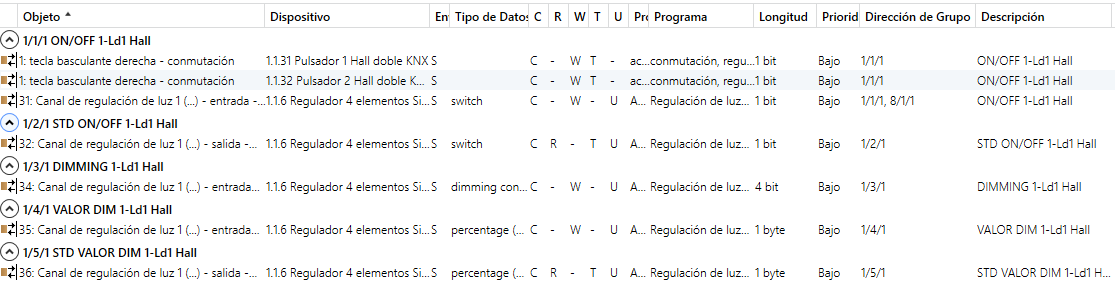 Objeto Dispositivo En Tipo de Datos C R W T U Pri Programa Longitud Priorid Dirección de Grupo Descripción
1/1/1 ON/OFF 1-Ld1 Hall
1: tecla basculante derecha - conmutación 1.1.31 Pulsador 1 Hall doble KNX S C - W T - ac... conmutación, regu... 1 bit Bajo 1/1/1 ON/OFF 1-Ld1 Hall
1: tecla basculante derecha - conmutación 1.1.32 Pulsador 2 Hall doble K... S C - W T - ac... conmutación, regu... 1 bit Bajo 1/1/1 ON/OFF 1-Ld1 Hall
31: Canal de regulación de luz 1 (...) - entrada -... 1.1.6 Regulador 4 elementos Si... S switch C - W - U A... Regulación de luz... 1 bit Bajo 1/1/1, 8/1/1 ON/OFF 1-Ld1 Hall
1/2/1 STD ON/OFF 1-Ld1 Hall
32: Canal de regulación de luz 1 (...) - salida -... 1.1.6 Regulador 4 elementos Si... S switch C R - T U A... Regulación de luz... 1 bit Bajo 1/2/1 STD ON/OFF 1-Ld1 Hall
1/3/1 DIMMING 1-Ld1 Hall
34: Canal de regulación de luz 1 (...) - entrada... 1.1.6 Regulador 4 elementos Si... S dimming con... C - W - U A... Regulación de luz... 4 bit Bajo 1/3/1 DIMMING 1-Ld1 Hall
1/4/1 VALOR DIM 1-Ld1 Hall
35: Canal de regulación de luz 1 (...) - entrada... 1.1.6 Regulador 4 elementos Si... S percentage (... C - W - U A... Regulación de luz... 1 byte Bajo 1/4/1 VALOR DIM 1-Ld1 Hall
1/5/1 STD VALOR DIM 1-Ld1 Hall
36: Canal de regulación de luz 1 (...) - salida -... 1.1.6 Regulador 4 elementos Si... S percentage (... C R - T U A... Regulación de luz... 1 byte Bajo 1/5/1 STD VALOR DIM 1-Ld1 H...